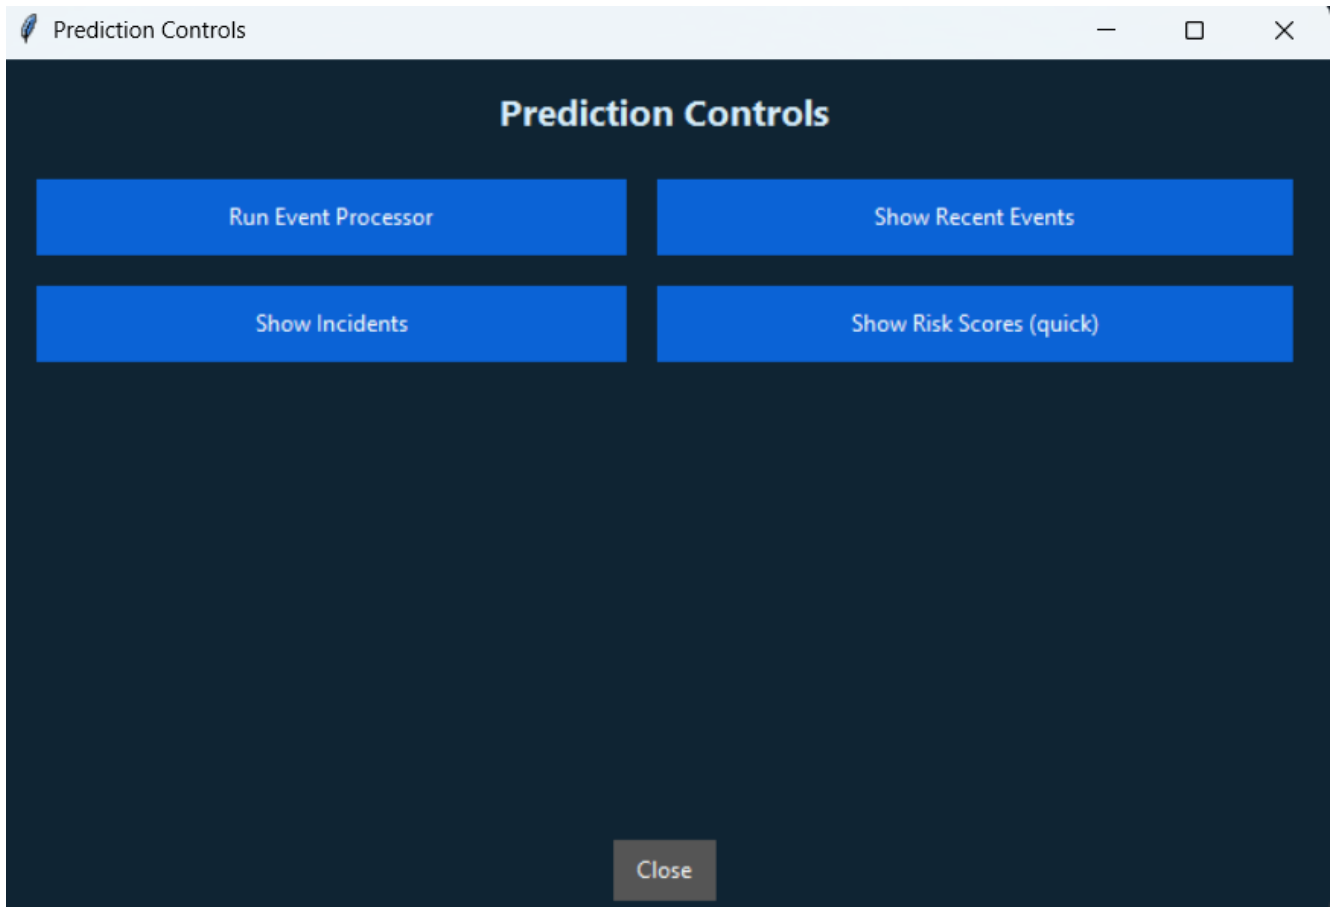 Prediction Controls
Prediction Controls
Run Event Processor
Show Recent Events
Show Incidents
Show Risk Scores (quick)
Close